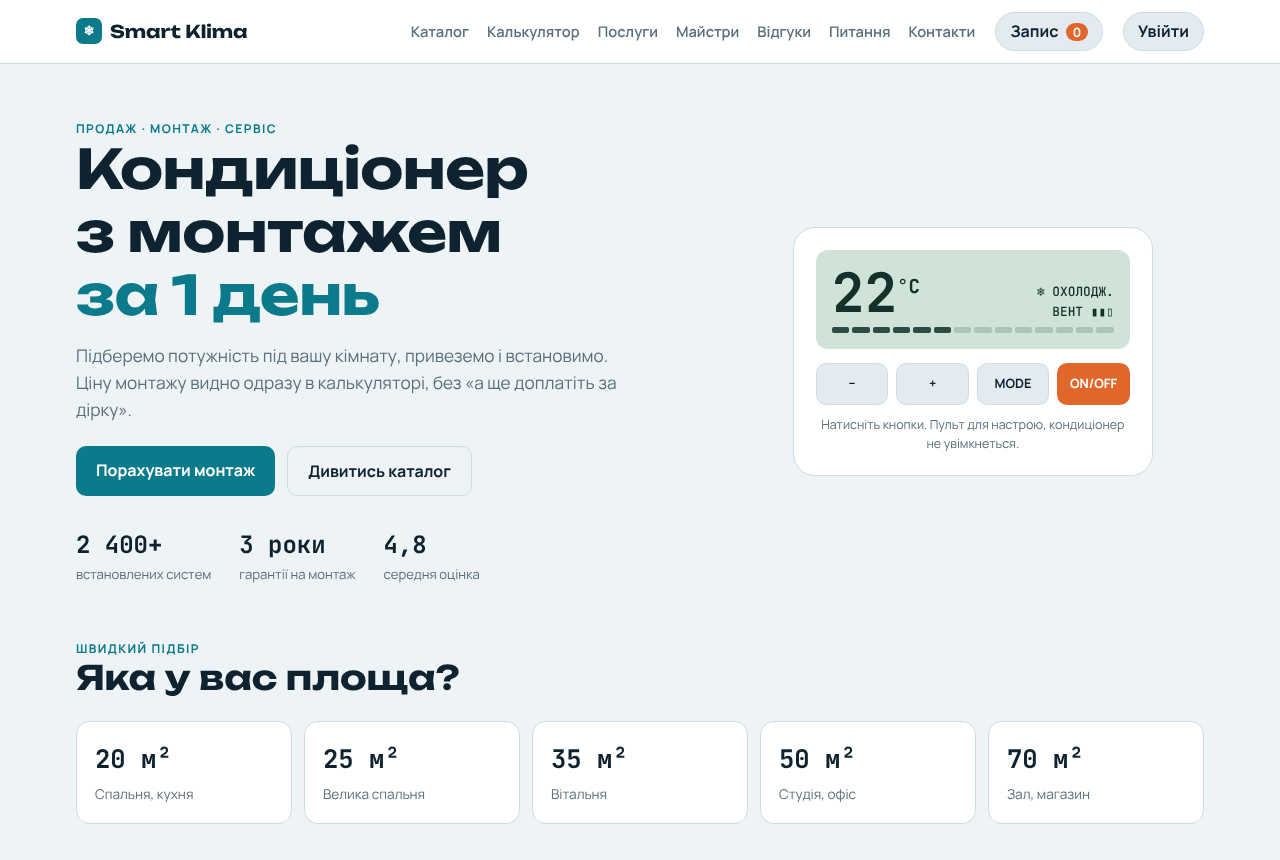 ❄ Smart Klima
Каталог Калькулятор Послуги Майстри Відгуки Питання Контакти Запис 0 Увійти
ПРОДАЖ · МОНТАЖ · СЕРВІС
Кондиціонер
з монтажем
за 1 день
Підберемо потужність під вашу кімнату, привеземо і встановимо.
Ціну монтажу видно одразу в калькуляторі, без «а ще доплатіть за
дірку».
Порахувати монтаж Дивитись каталог
2 400+ 3 роки 4,8
встановлених систем гарантії на монтаж середня оцінка
22°C
❄ ОХОЛОДЖ.
ВЕНТ ▮▮▯
− + MODE ON/OFF
Натисніть кнопки. Пульт для настрою, кондиціонер
не увімкнеться.
ШВИДКИЙ ПІДБІР
Яка у вас площа?
20 м² 25 м² 35 м² 50 м² 70 м²
Спальня, кухня Велика спальня Вітальня Студія, офіс Зал, магазин